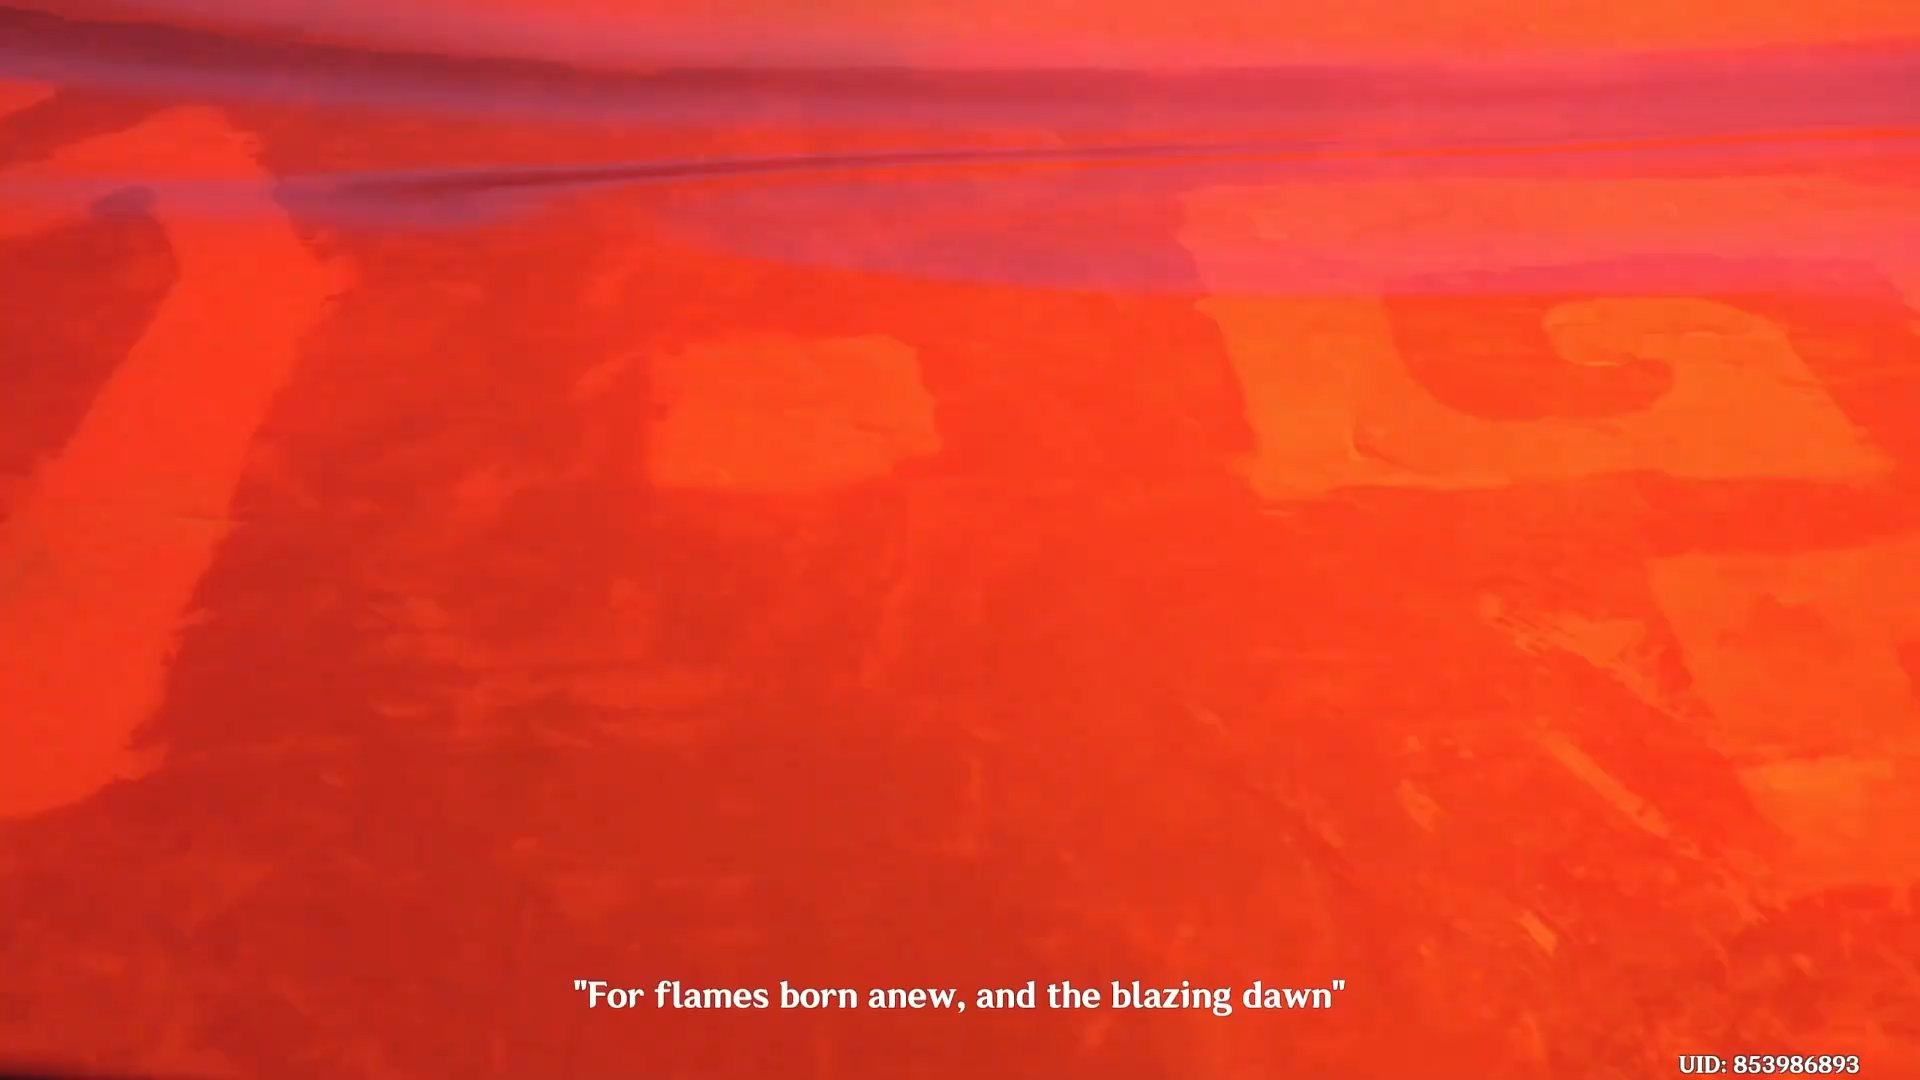 "For flames born anew, and the blazing dawn"
UID: 853986893